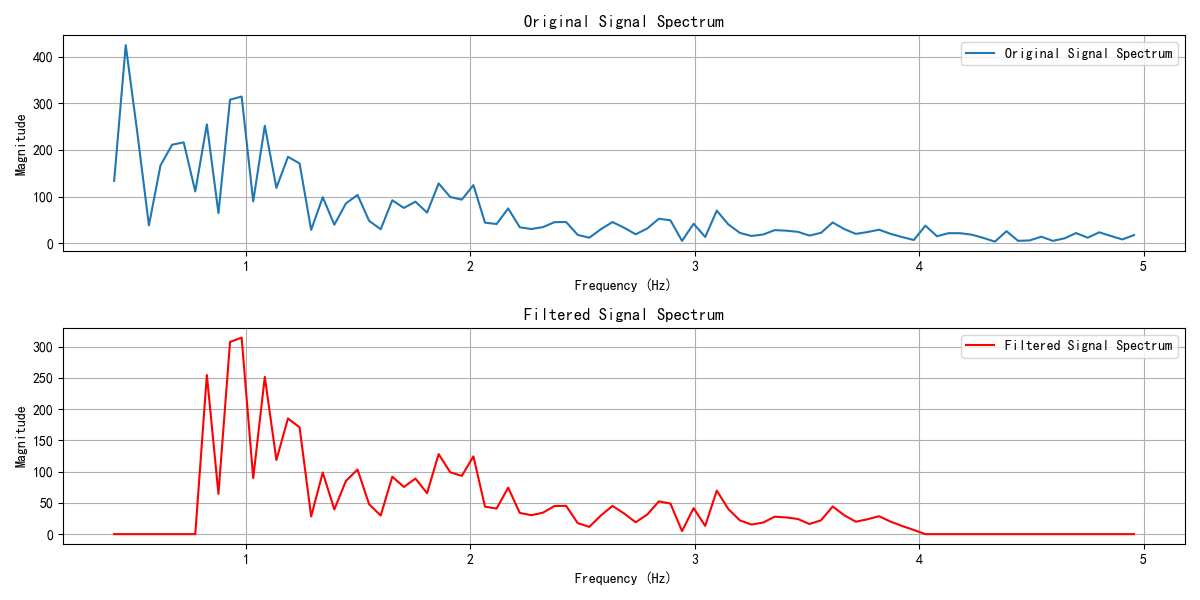 Original Signal Spectrum
Original Signal Spectrum
Magnitude
400
300
200
100
0
1 2 3 4 5
Frequency (Hz)
Filtered Signal Spectrum
Filtered Signal Spectrum
Magnitude
300
250
200
150
100
50
0
1 2 3 4 5
Frequency (Hz)